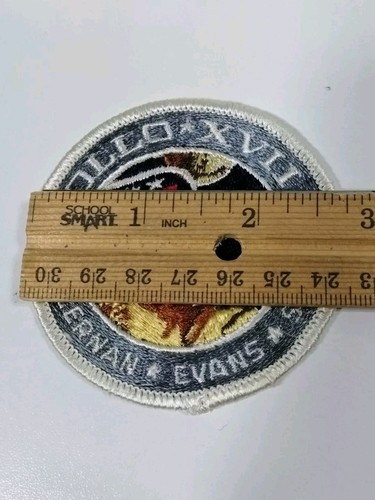 OLLO ★ XVII
SCHOOL
SMART 1 INCH 2 3
30 29 28 27 26 25 24 23
ERNAN ★ EVANS ★ S